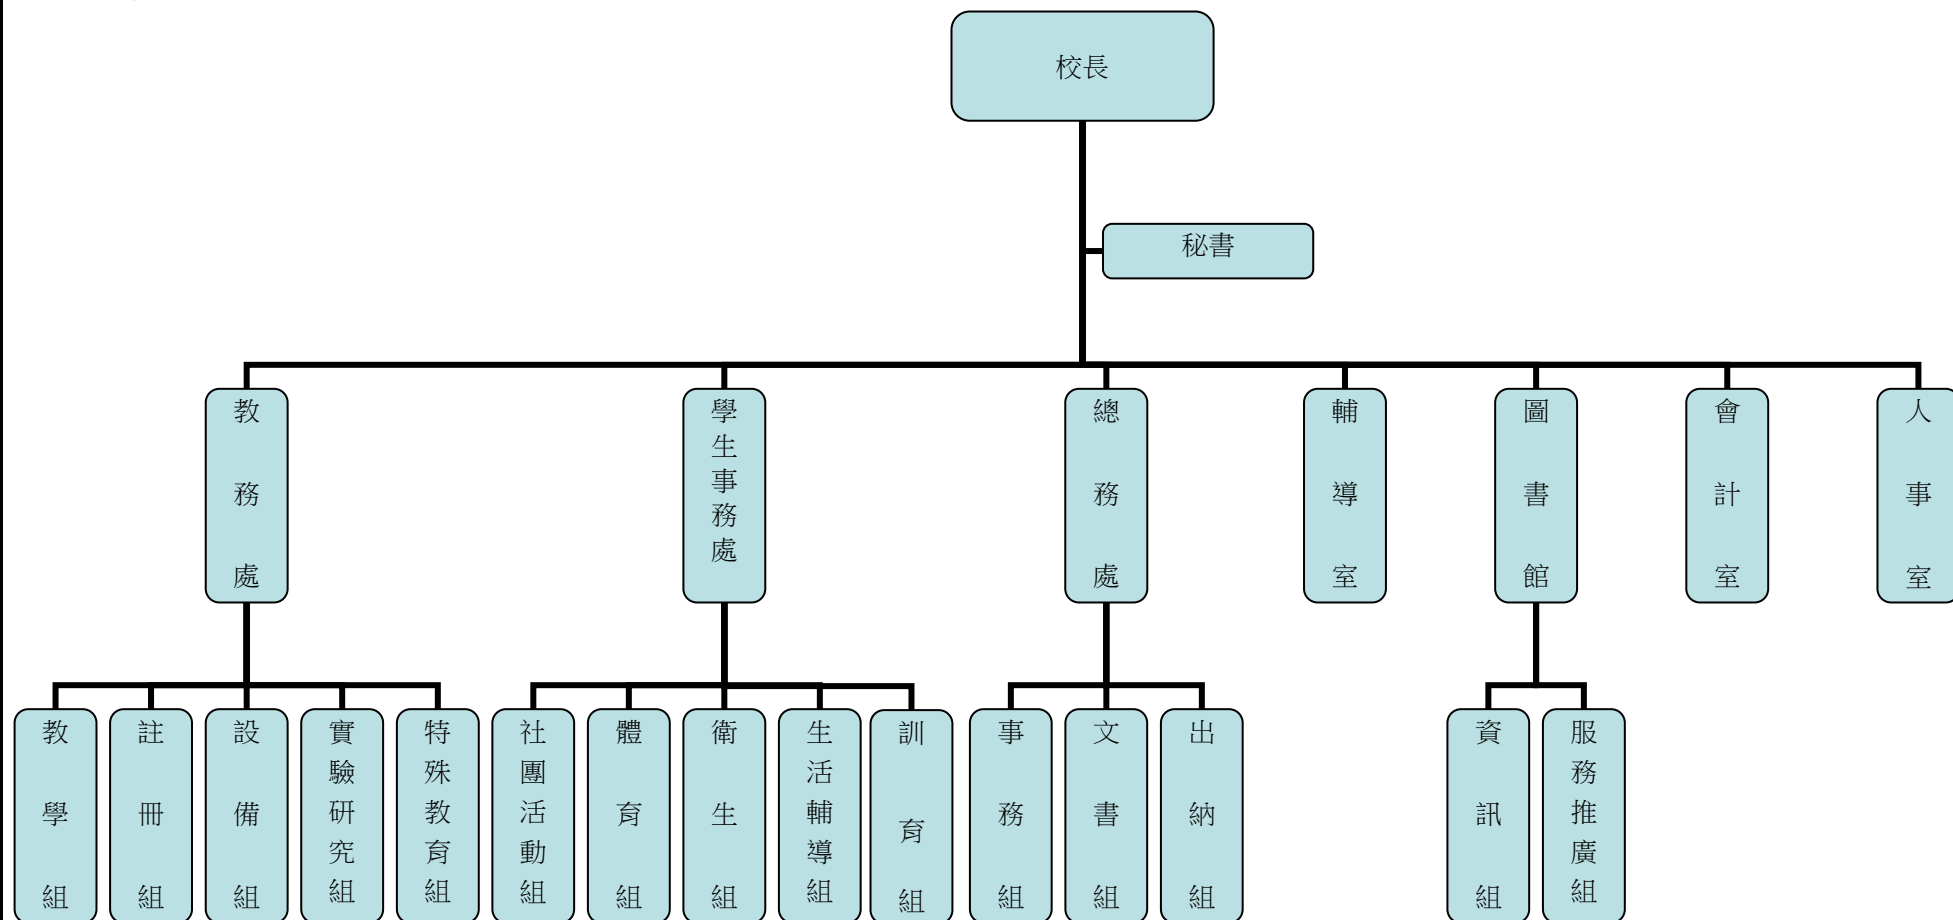 校長
秘書
教務處
學生事務處
總務處
輔導室
圖書館
會計室
人事室
教學組
註冊組
設備組
實驗研究組
特殊教育組
社團活動組
體育組
衛生組
生活輔導組
訓育組
事務組
文書組
出納組
資訊組
服務推廣組